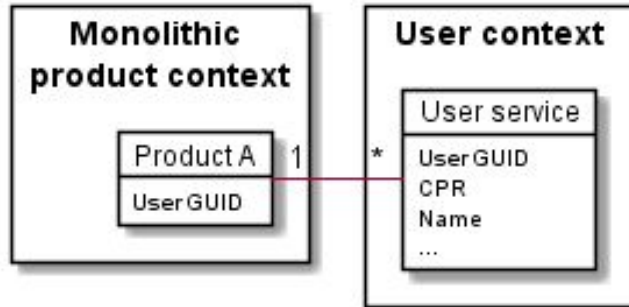 Monolithic
product context
Product A
UserGUID
1
*
User context
User service
UserGUID
CPR
Name
...